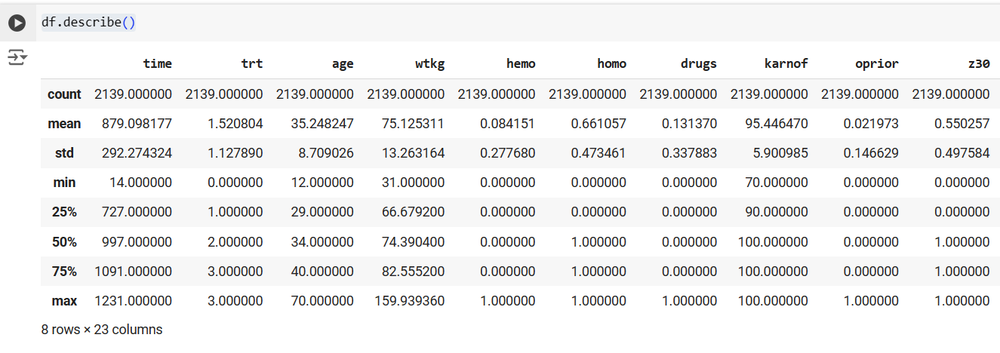 df.describe()
time trt age wtkg hemo homo drugs karnof oprior z30
count 2139.000000 2139.000000 2139.000000 2139.000000 2139.000000 2139.000000 2139.000000 2139.000000 2139.000000 2139.000000
mean 879.098177 1.520804 35.248247 75.125311 0.084151 0.661057 0.131370 95.446470 0.021973 0.550257
std 292.274324 1.127890 8.709026 13.263164 0.277680 0.473461 0.337883 5.900985 0.146629 0.497584
min 14.000000 0.000000 12.000000 31.000000 0.000000 0.000000 0.000000 70.000000 0.000000 0.000000
25% 727.000000 1.000000 29.000000 66.679200 0.000000 0.000000 0.000000 90.000000 0.000000 0.000000
50% 997.000000 2.000000 34.000000 74.390400 0.000000 1.000000 0.000000 100.000000 0.000000 1.000000
75% 1091.000000 3.000000 40.000000 82.555200 0.000000 1.000000 0.000000 100.000000 0.000000 1.000000
max 1231.000000 3.000000 70.000000 159.939360 1.000000 1.000000 1.000000 100.000000 1.000000 1.000000
8 rows × 23 columns